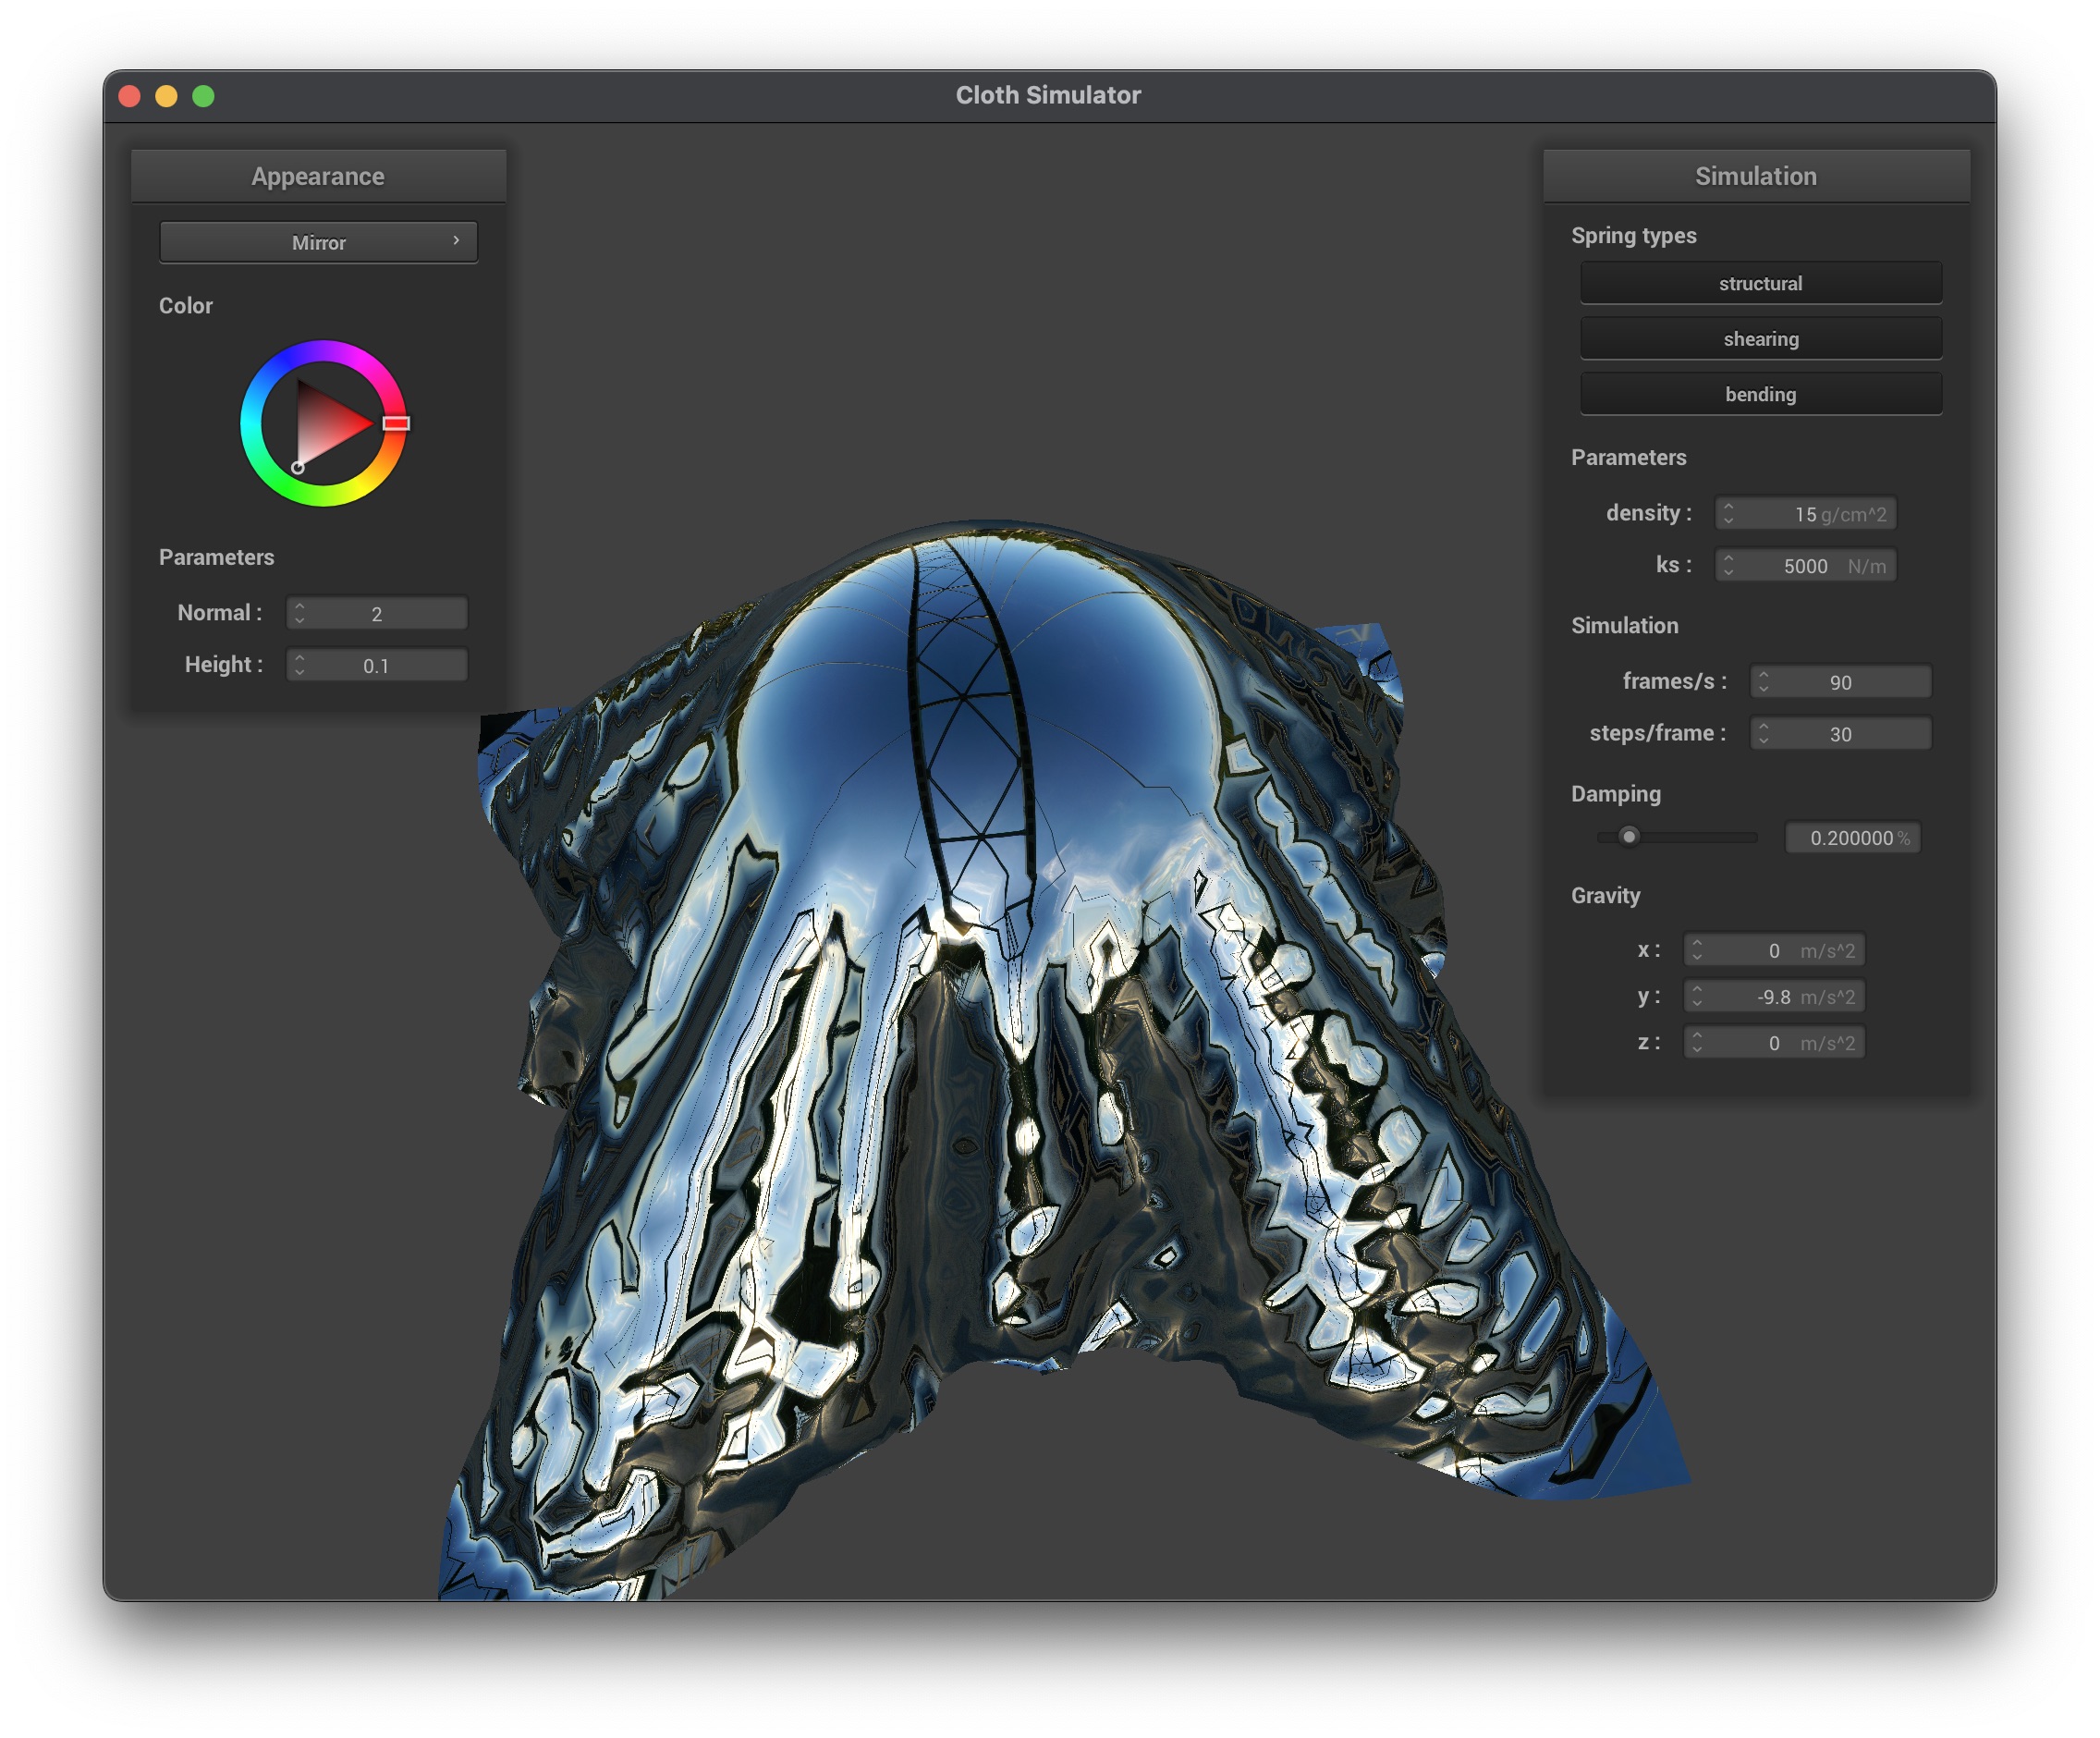 Cloth Simulator
Appearance
Mirror
Color
Parameters
Normal : 2
Height : 0.1
Simulation
Spring types
structural
shearing
bending
Parameters
density : 15 g/cm^2
ks : 5000 N/m
Simulation
frames/s : 90
steps/frame : 30
Damping
0.200000 %
Gravity
x : 0 m/s^2
y : -9.8 m/s^2
z : 0 m/s^2